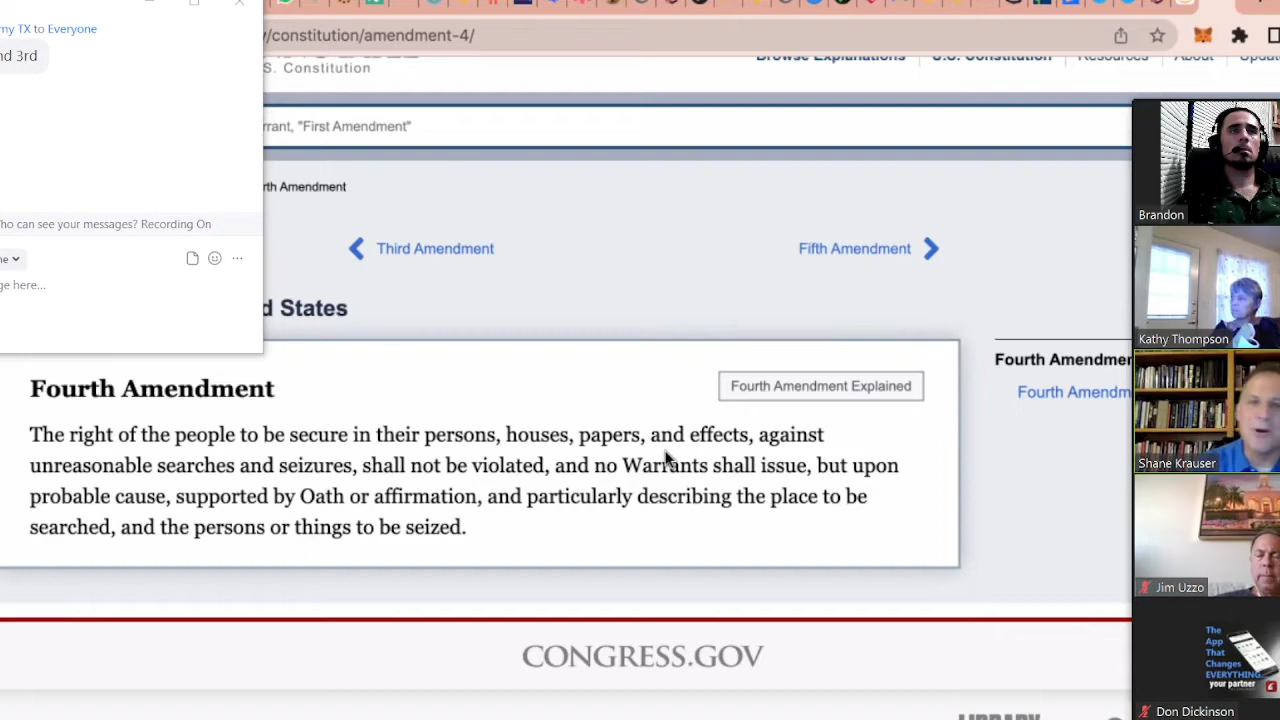 my TX to Everyone
nd 3rd
/constitution/amendment-4/
U.S. Constitution
Browse Explanations
U.S. Constitution
Resources
About
rrant, "First Amendment"
rth Amendment
Third Amendment
Fifth Amendment
Who can see your messages? Recording On
ge here...
d States
Fourth Amendment
Fourth Amendment Explained
The right of the people to be secure in their persons, houses, papers, and effects, against
unreasonable searches and seizures, shall not be violated, and no Warrants shall issue, but upon
probable cause, supported by Oath or affirmation, and particularly describing the place to be
searched, and the persons or things to be seized.
Fourth Amendmen
Fourth Amendm
CONGRESS.GOV
LIBRARY
Brandon
Kathy Thompson
Shane Krauser
Jim Uzzo
The
App
That
Changes
EVERYTHING
your partner
Don Dickinson